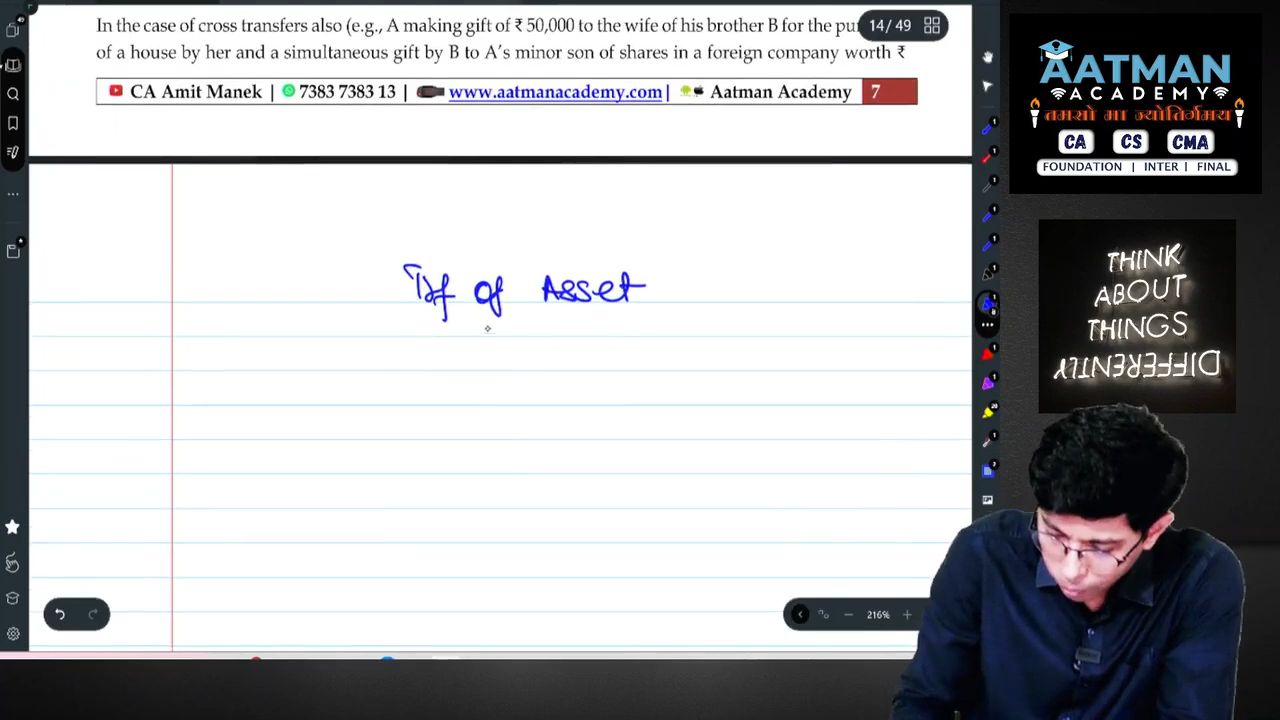 In the case of cross transfers also (e.g., A making gift of ₹ 50,000 to the wife of his brother B for the pu
of a house by her and a simultaneous gift by B to A's minor son of shares in a foreign company worth ₹
14 / 49
CA Amit Manek | 7383 7383 13 | www.aatmanacademy.com | Aatman Academy 7
Trf of Asset
216%
AATMAN
ACADEMY
तमसो मा ज्योतिर्गमय
CA CS CMA
FOUNDATION | INTER | FINAL
THINK
ABOUT
THINGS
DIFFERENTLY